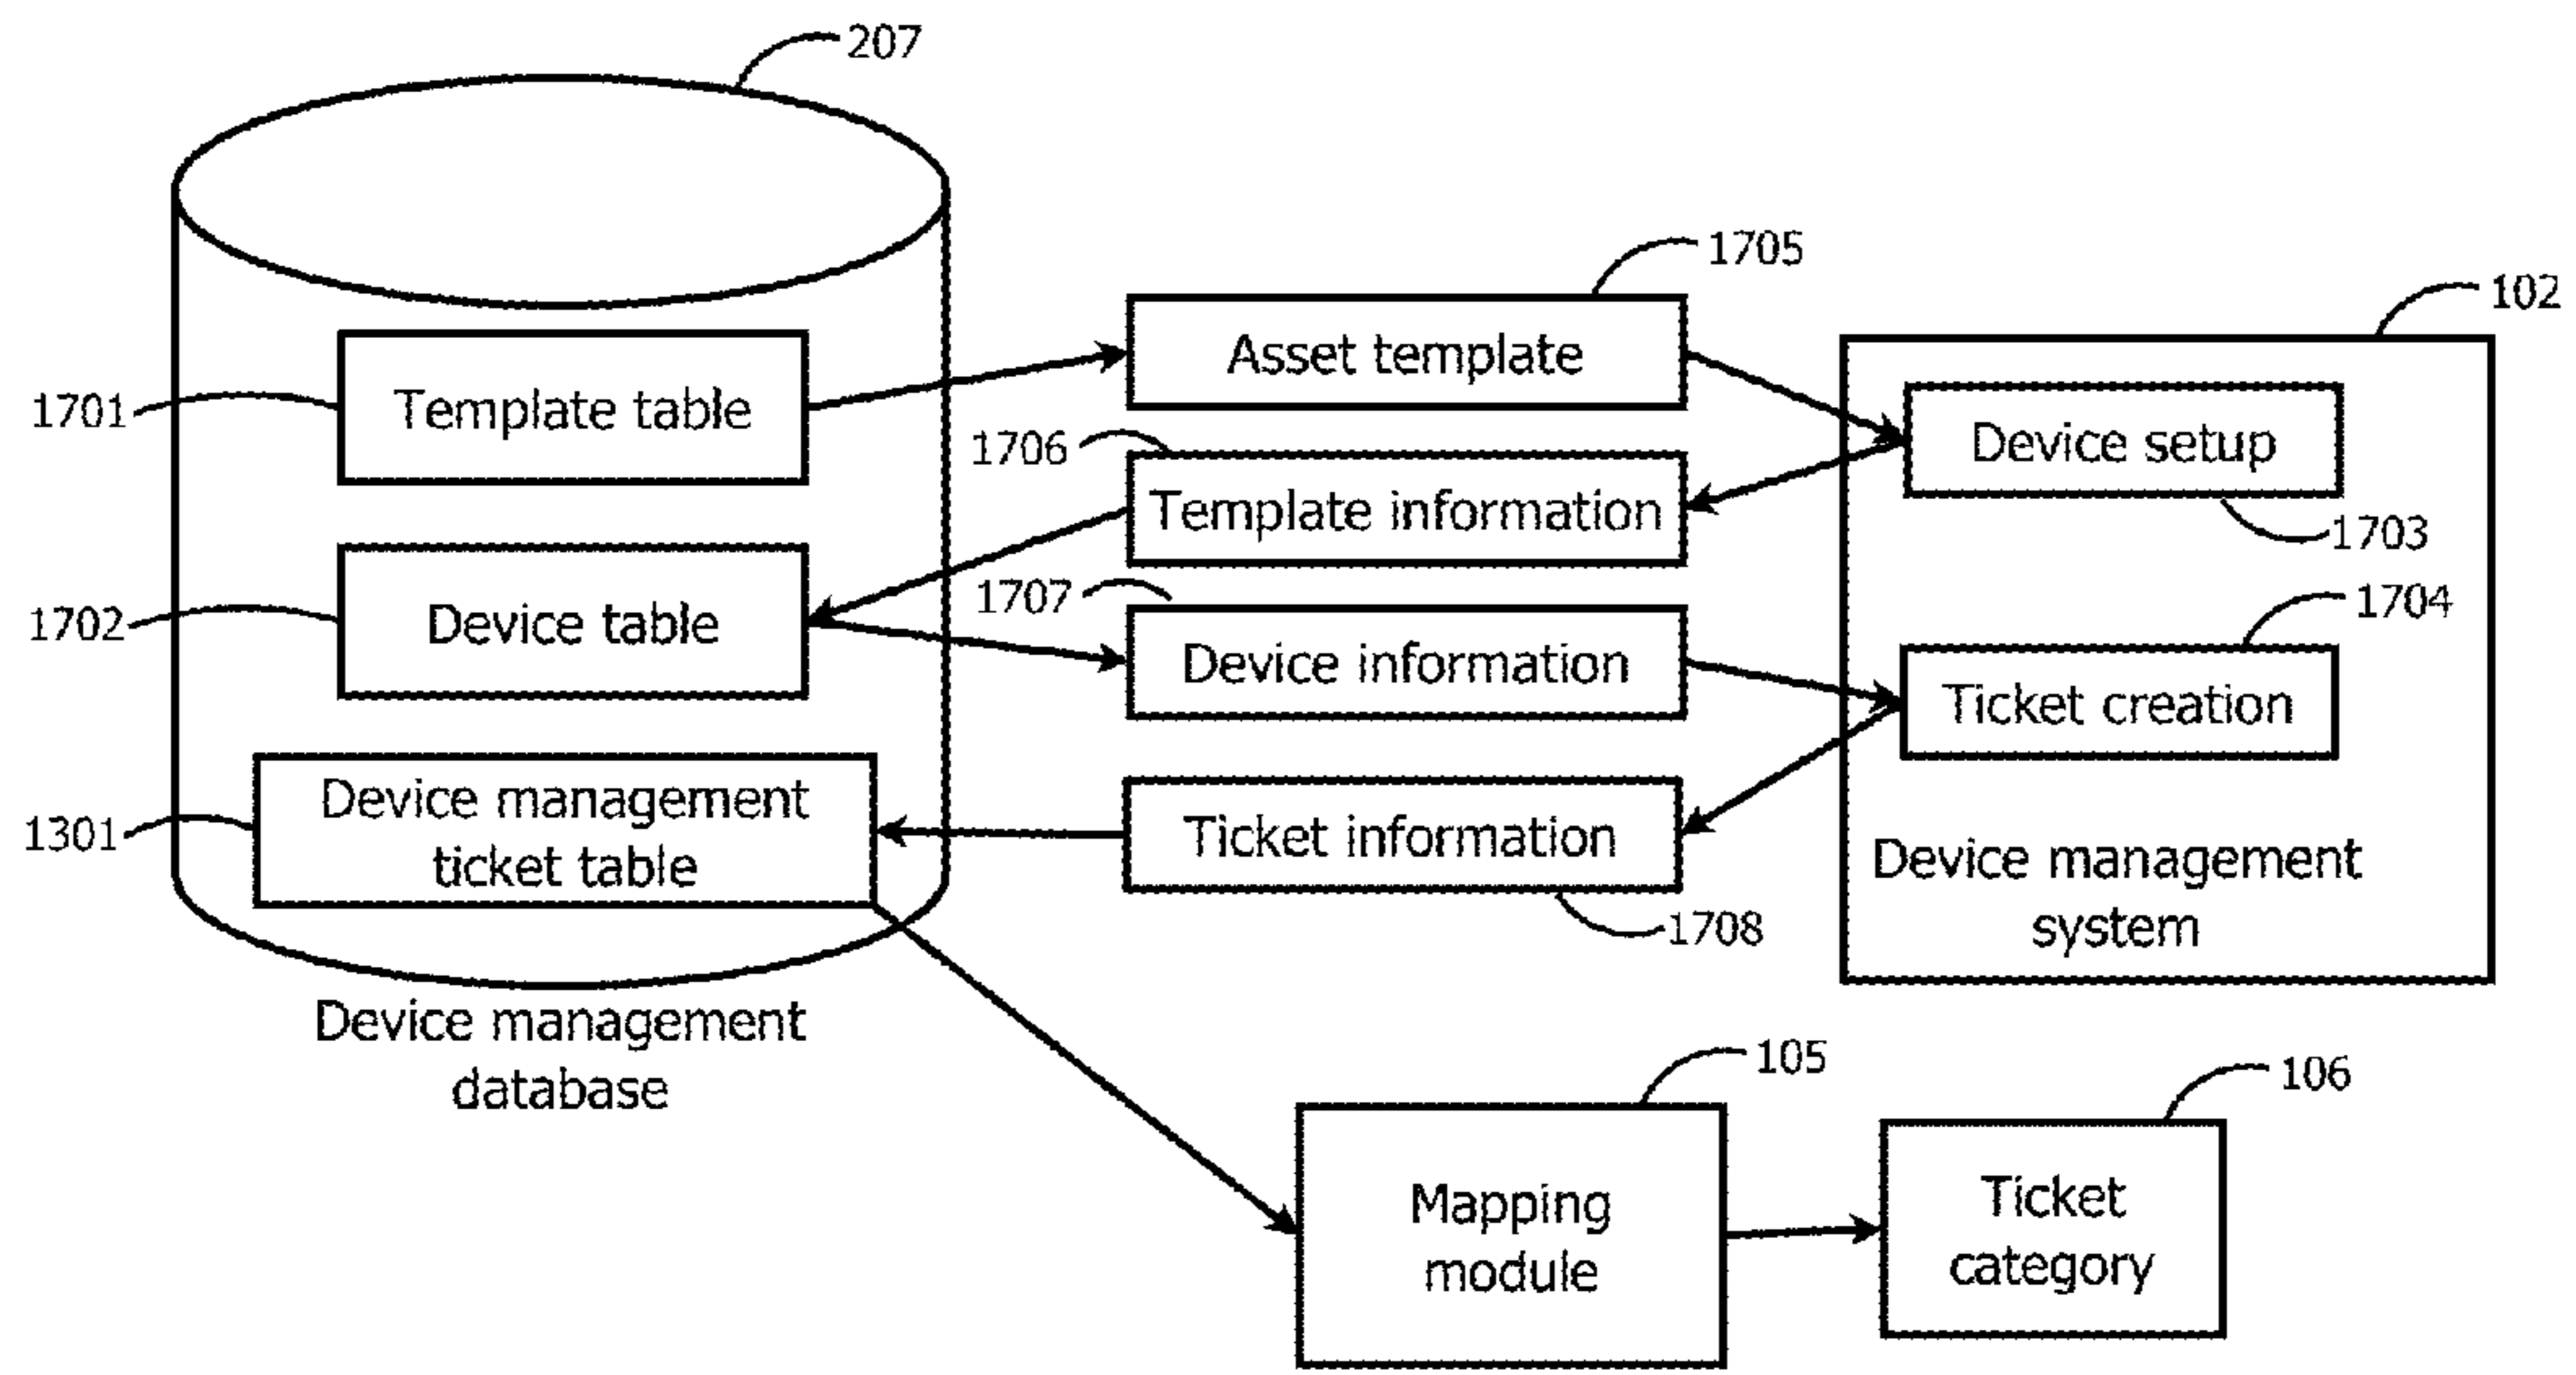 207
1705
102
Asset template
1701
Template table
1706
Device setup
Template information
1703
1702
Device table
1707
1704
Device information
Ticket creation
1301
Device management
ticket table
Ticket information
1708
Device management
system
Device management
database
105
106
Mapping
module
Ticket
category